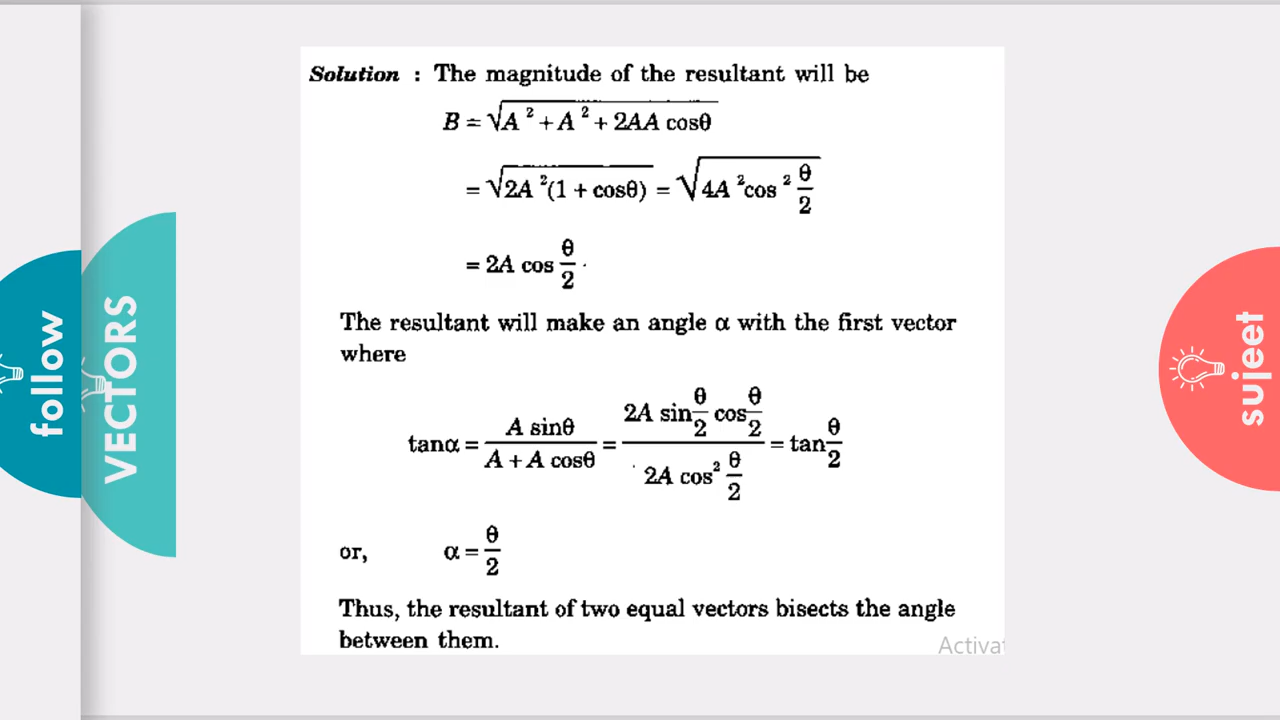 Solution : The magnitude of the resultant will be
B = √(A² + A² + 2AA cosθ)
= √(2A²(1 + cosθ)) = √(4A²cos² θ/2)
= 2A cos θ/2 .
The resultant will make an angle α with the first vector
where
tanα = A sinθ / A + A cosθ = 2A sin θ/2 cos θ/2 / 2A cos² θ/2 = tan θ/2
or, α = θ/2
Thus, the resultant of two equal vectors bisects the angle
between them.
follow
VECTORS
sujeet
Activat